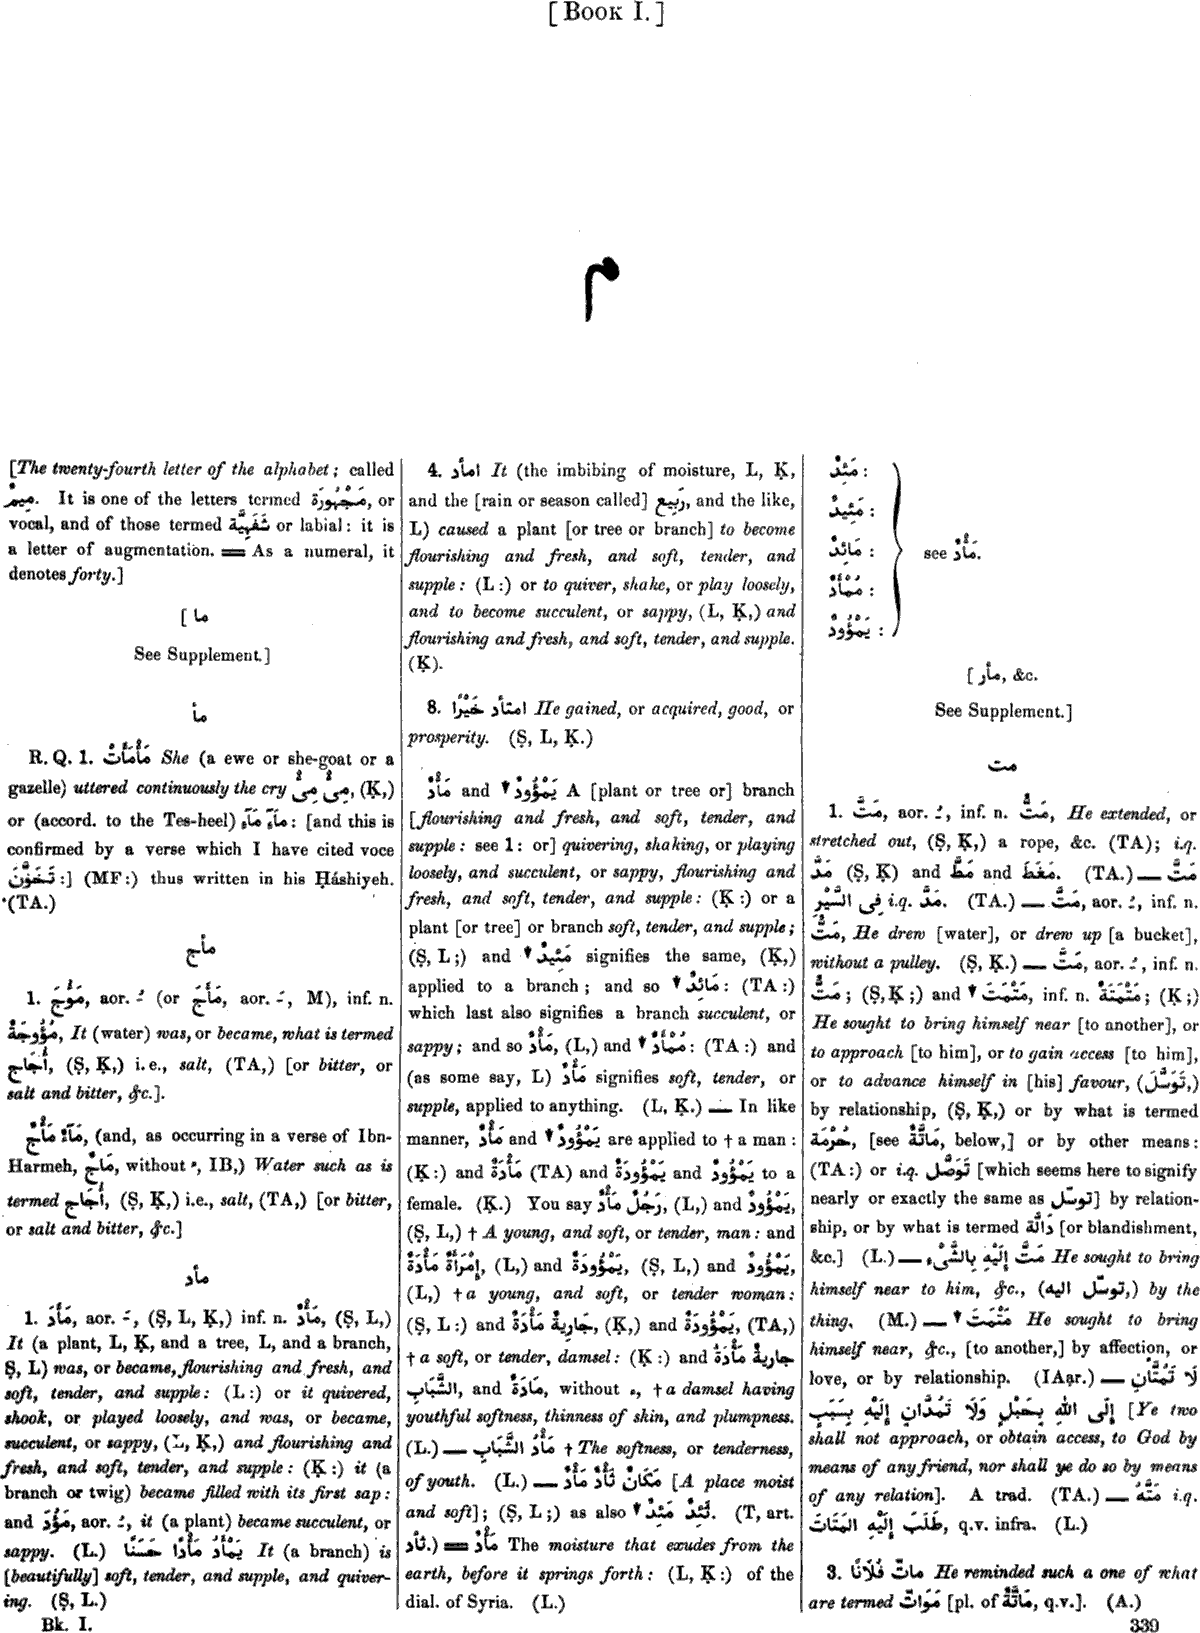 [BOOK I.]
م
[The twenty-fourth letter of the alphabet; called
مِيمٌ. It is one of the letters termed مَجْهُورَة, or
vocal, and of those termed شَفَهِيَّة or labial: it is
a letter of augmentation. == As a numeral, it
denotes forty.]
[ ما
See Supplement.]
مأ
R. Q. 1. مَأْمَأَتْ She (a ewe or she-goat or a
gazelle) uttered continuously the cry مِئْ مِئْ, (Ḳ,)
or (accord. to the Tes-heel) مَآءْ مَآءْ: [and this is
confirmed by a verse which I have cited voce
تَخَوَّنَ:] (MF:) thus written in his Ḥáshiyeh.
(TA.)
مأج
1. مَؤُجَ, aor. ـُ (or مَأَجَ, aor. ـَ, M), inf. n.
مُؤُوجَةٌ, It (water) was, or became, what is termed
أُجَاج, (Ṣ, Ḳ,) i.e., salt, (TA,) [or bitter, or
salt and bitter, &c.].
مَآءٌ مَأْجٌ, (and, as occurring in a verse of Ibn-
Harmeh, مَاجٌ, without ء, IB,) Water such as is
termed أُجَاج, (Ṣ, Ḳ,) i.e., salt, (TA,) [or bitter,
or salt and bitter, &c.]
مأد
1. مَأَدَ, aor. ـَ, (Ṣ, L, Ḳ,) inf. n. مَأْدٌ, (Ṣ, L,)
It (a plant, L, Ḳ, and a tree, L, and a branch,
Ṣ, L) was, or became, flourishing and fresh, and
soft, tender, and supple: (L:) or it quivered,
shook, or played loosely, and was, or became,
succulent, or sappy, (L, Ḳ,) and flourishing and
fresh, and soft, tender, and supple: (Ḳ:) it (a
branch or twig) became filled with its first sap:
and مَؤُدَ, aor. ـُ, it (a plant) became succulent, or
sappy. (L.) يَمْأَدُ مَأْدًا حَسَنًا It (a branch) is
[beautifully] soft, tender, and supple, and quiver-
ing. (Ṣ, L.)
Bk. I.
4. امأد It (the imbibing of moisture, L, Ḳ,
and the [rain or season called] رَبِيع, and the like,
L) caused a plant [or tree or branch] to become
flourishing and fresh, and soft, tender, and
supple: (L:) or to quiver, shake, or play loosely,
and to become succulent, or sappy, (L, Ḳ,) and
flourishing and fresh, and soft, tender, and supple.
(Ḳ).
8. امتأد خَيْرًا He gained, or acquired, good, or
prosperity. (Ṣ, L, Ḳ.)
مَأْدٌ and ▼ يَمْؤُودٌ A [plant or tree or] branch
[flourishing and fresh, and soft, tender, and
supple: see 1: or] quivering, shaking, or playing
loosely, and succulent, or sappy, flourishing and
fresh, and soft, tender, and supple: (Ḳ:) or a
plant [or tree] or branch soft, tender, and supple;
(Ṣ, L;) and ▼ مَئِيدٌ signifies the same, (Ḳ,)
applied to a branch; and so ▼ مَائِدٌ: (TA:)
which last also signifies a branch succulent, or
sappy; and so مَأْدٌ, (L,) and ▼ مُمْأَدٌ: (TA:) and
(as some say, L) مَأْدٌ signifies soft, tender, or
supple, applied to anything. (L, Ḳ.) — In like
manner, مَأْدٌ and ▼ يَمْؤُودٌ are applied to † a man:
(Ḳ:) and مَأْدَةٌ (TA) and يَمْؤُودَةٌ and يَمْؤُودٌ to a
female. (Ḳ.) You say رَجُلٌ مَأْدٌ, (L,) and يَمْؤُودٌ,
(Ṣ, L,) † A young, and soft, or tender, man: and
إِمْرَأَةٌ مَأْدَةٌ, (L,) and يَمْؤُودَةٌ, (Ṣ, L,) and يَمْؤُودٌ,
(L,) † a young, and soft, or tender woman:
(Ṣ, L:) and جَارِيةٌ مَأْدَةٌ, (Ḳ,) and يَمْؤُودَةٌ, (TA,)
† a soft, or tender, damsel: (Ḳ:) and جارية مَأْدَةُ
الشَّبَابِ, and مَادَةٌ, without ء, † a damsel having
youthful softness, thinness of skin, and plumpness.
(L.) — مَأْدُ الشَّبَابِ † The softness, or tenderness,
of youth. (L.) — مَكَانٌ ثَأْدٌ مَأْدٌ [A place moist
and soft]; (Ṣ, L;) as also ▼ ثَئِدٌ مَئِدٌ. (T, art.
ثأد.) == مَأْدٌ The moisture that exudes from the
earth, before it springs forth: (L, Ḳ:) of the
dial. of Syria. (L.)
مَئِدٌ:
مَئِيدٌ:
مَائِدٌ:
مُمْأَدٌ:
يَمْؤُودٌ:
see مَأْدٌ.
[ مأر, &c.
See Supplement.]
مت
1. مَتَّ, aor. ـُ, inf. n. مَتٌّ, He extended, or
stretched out, (Ṣ, Ḳ,) a rope, &c. (TA); i.q.
مَدَّ (Ṣ, Ḳ) and مَطَّ and مَغَطَ. (TA.) — مَتَّ
فِى السَّيْرِ i.q. مَدَّ. (TA.) — مَتَّ, aor. ـُ, inf. n.
مَتٌّ, He drew [water], or drew up [a bucket],
without a pulley. (Ṣ, Ḳ.) — مَتَّ, aor. ـُ, inf. n.
مَتٌّ; (Ṣ, Ḳ;) and ▼ مَتْمَتَ, inf. n. مَتْمَتَةٌ; (Ḳ;)
He sought to bring himself near [to another], or
to approach [to him], or to gain access [to him],
or to advance himself in [his] favour, (تَوَسَّلَ,)
by relationship, (Ṣ, Ḳ,) or by what is termed
حُرْمَة, [see مَاتَّةٌ, below,] or by other means:
(TA:) or i.q. تَوَصَّل [which seems here to signify
nearly or exactly the same as توسّل] by relation-
ship, or by what is termed دَالَّة [or blandishment,
&c.] (L.) — مَتَّ إِلَيْهِ بِالشَّىْءِ He sought to bring
himself near to him, &c., (توسّل اليه,) by the
thing. (M.) — ▼ مَتْمَتَ He sought to bring
himself near, &c., [to another,] by affection, or
love, or by relationship. (IAạr.) — لَا تَمُتَّانِ
إِلَى اللّٰهِ بِحَبْلٍ وَلَا تَمُدَّانِ إِلَيْهِ بِسَبَبٍ [Ye two
shall not approach, or obtain access, to God by
means of any friend, nor shall ye do so by means
of any relation]. A trad. (TA.) — مَتَّهُ i.q.
طَلَبَ إِلَيْهِ المَتَاتَ, q.v. infra. (L.)
3. ماتّ فُلَانًا He reminded such a one of what
are termed مَوَاتّ [pl. of مَاتَّةٌ, q.v.]. (A.)
339